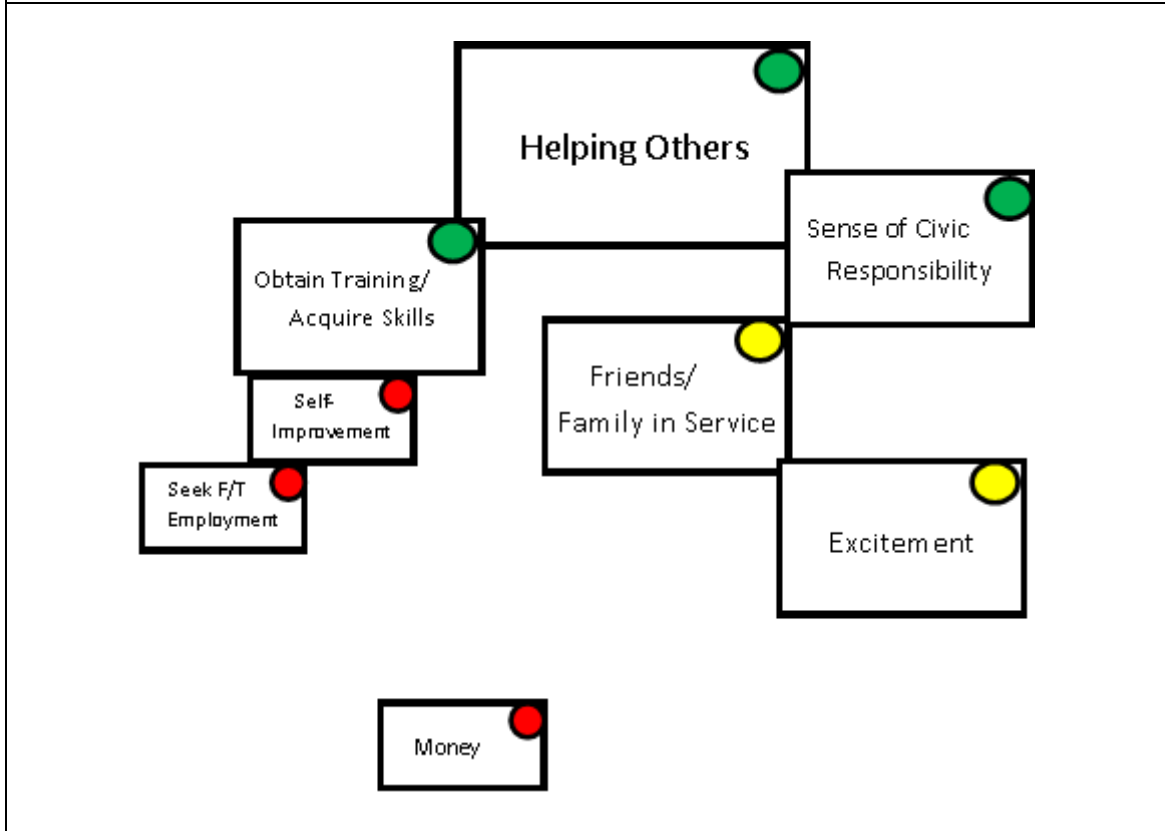 Helping Others
Sense of Civic
Responsibility
Obtain Training/
Acquire Skills
Friends/
Family in Service
Self-
Improvement
Seek F/T
Employment
Excitement
Money